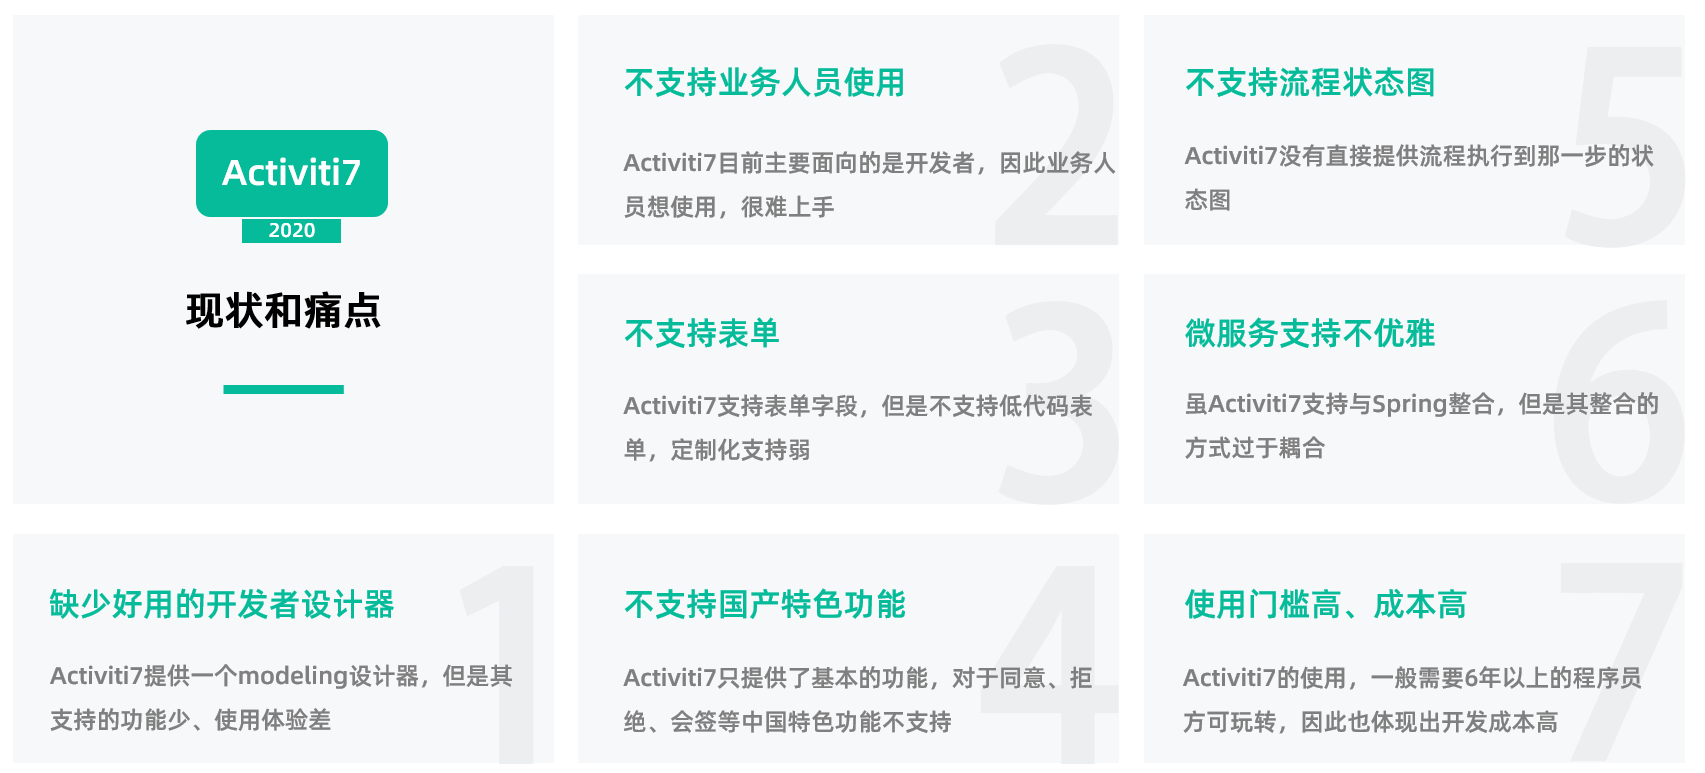 Activiti7
2020
现状和痛点
1
缺少好用的开发者设计器
Activiti7提供一个modeling设计器，但是其
支持的功能少、使用体验差
2
不支持业务人员使用
Activiti7目前主要面向的是开发者，因此业务人
员想使用，很难上手
3
不支持表单
Activiti7支持表单字段，但是不支持低代码表
单，定制化支持弱
4
不支持国产特色功能
Activiti7只提供了基本的功能，对于同意、拒
绝、会签等中国特色功能不支持
5
不支持流程状态图
Activiti7没有直接提供流程执行到那一步的状
态图
6
微服务支持不优雅
虽Activiti7支持与Spring整合，但是其整合的
方式过于耦合
7
使用门槛高、成本高
Activiti7的使用，一般需要6年以上的程序员
方可玩转，因此也体现出开发成本高